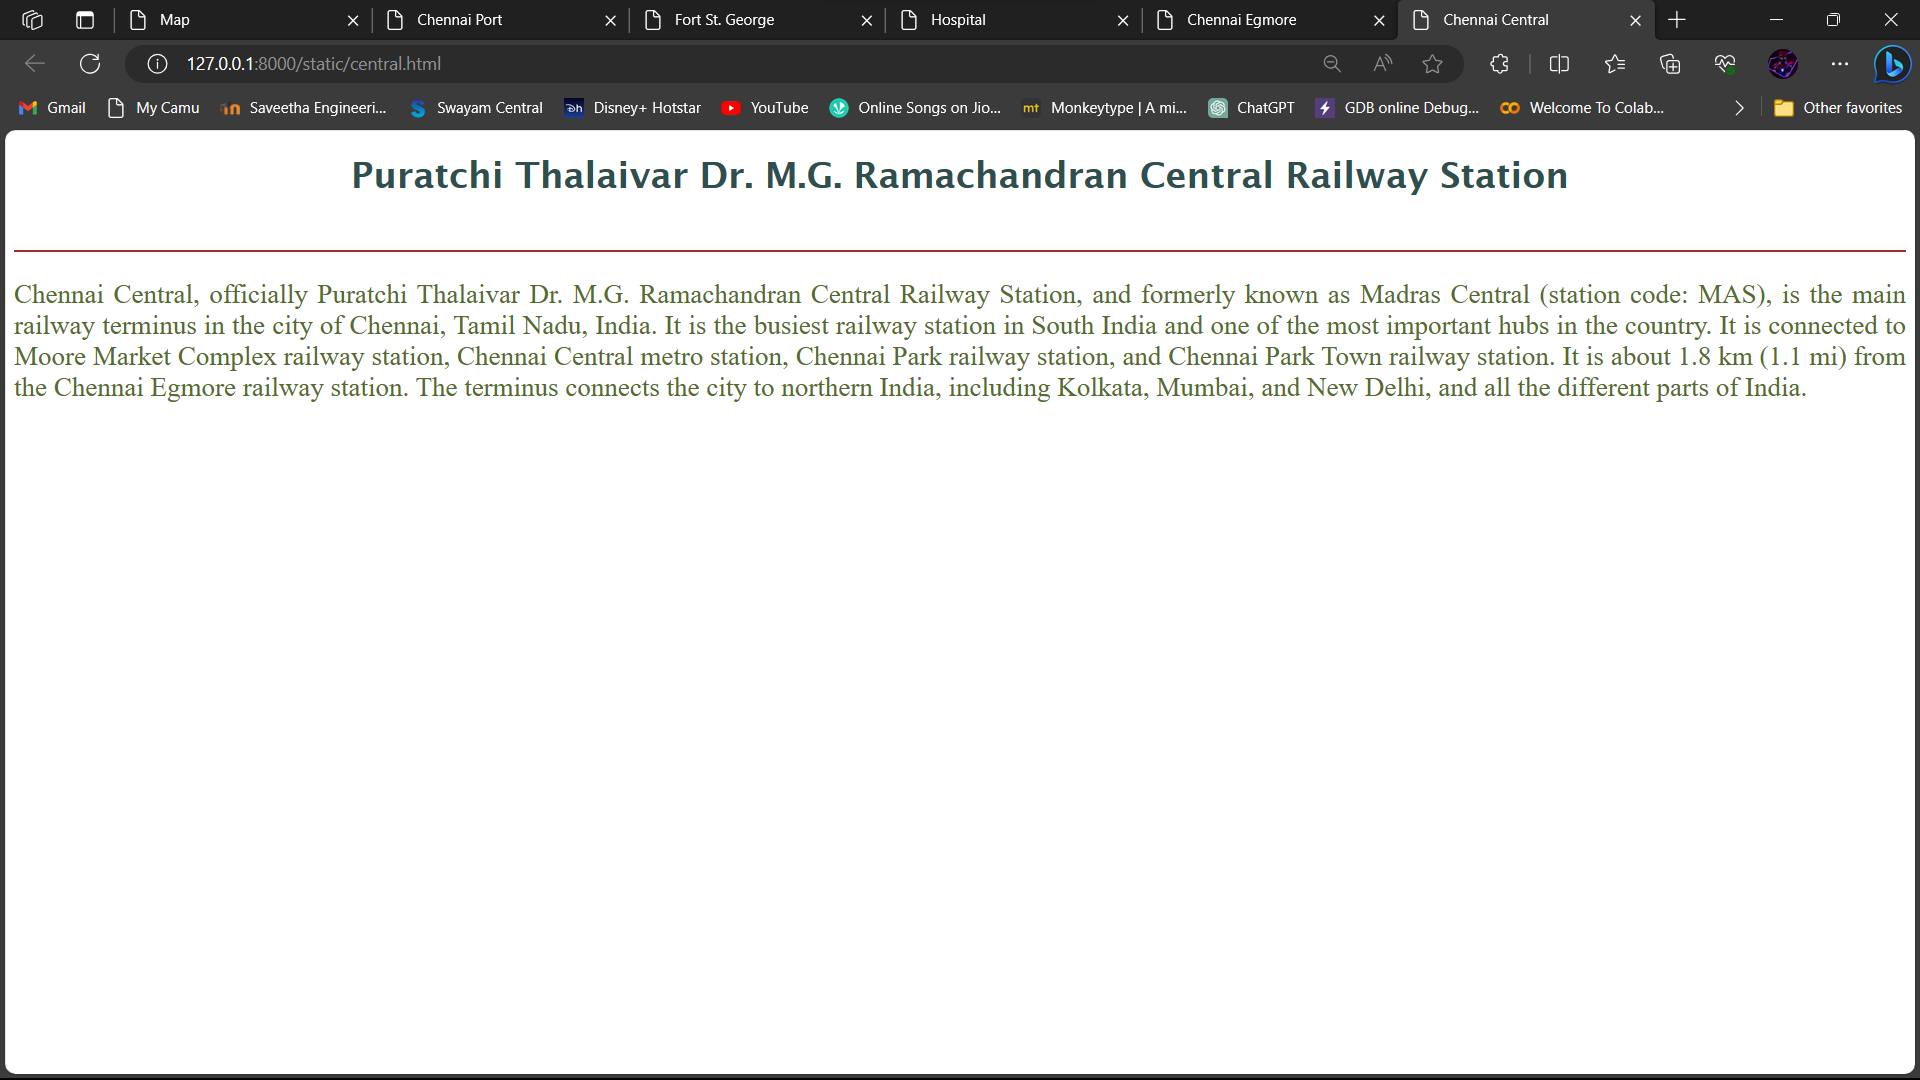 Map
Chennai Port
Fort St. George
Hospital
Chennai Egmore
Chennai Central
127.0.0.1:8000/static/central.html
Gmail
My Camu
Saveetha Engineeri...
Swayam Central
Disney+ Hotstar
YouTube
Online Songs on Jio...
mt Monkeytype | A mi...
ChatGPT
GDB online Debug...
Welcome To Colab...
Other favorites
Puratchi Thalaivar Dr. M.G. Ramachandran Central Railway Station
Chennai Central, officially Puratchi Thalaivar Dr. M.G. Ramachandran Central Railway Station, and formerly known as Madras Central (station code: MAS), is the main
railway terminus in the city of Chennai, Tamil Nadu, India. It is the busiest railway station in South India and one of the most important hubs in the country. It is connected to
Moore Market Complex railway station, Chennai Central metro station, Chennai Park railway station, and Chennai Park Town railway station. It is about 1.8 km (1.1 mi) from
the Chennai Egmore railway station. The terminus connects the city to northern India, including Kolkata, Mumbai, and New Delhi, and all the different parts of India.